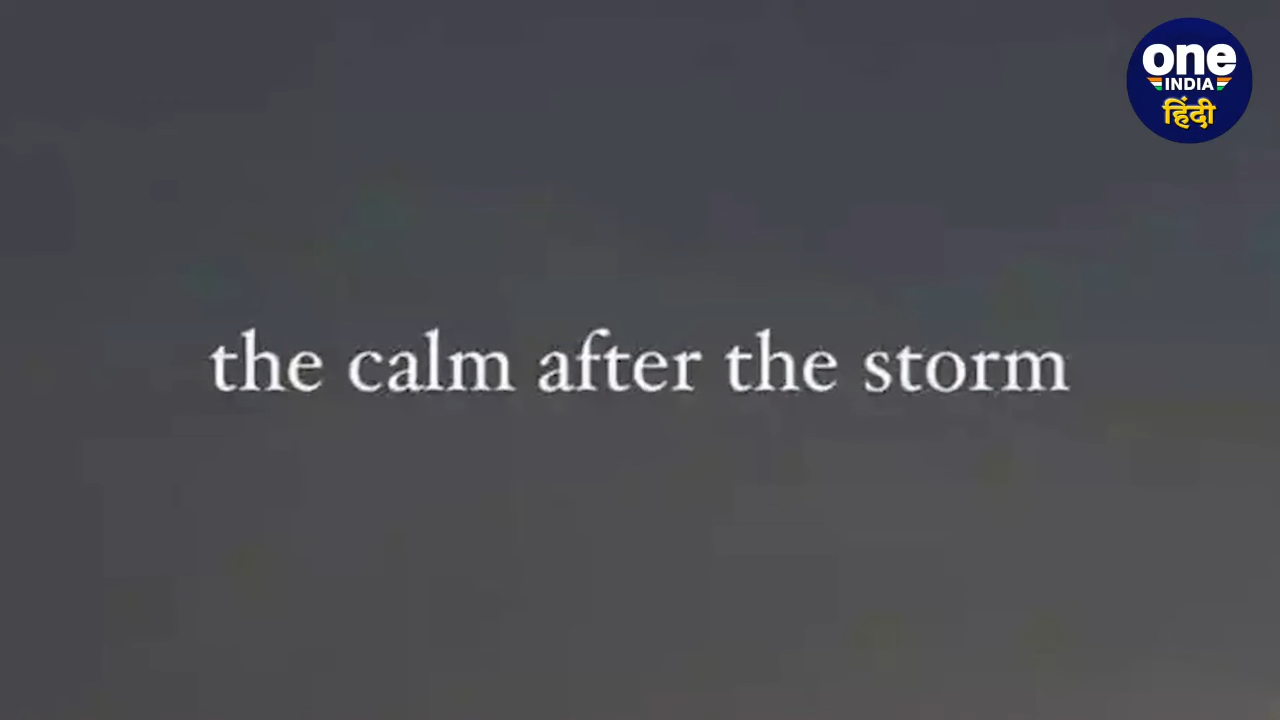 one
INDIA
हिंदी
the calm after the storm